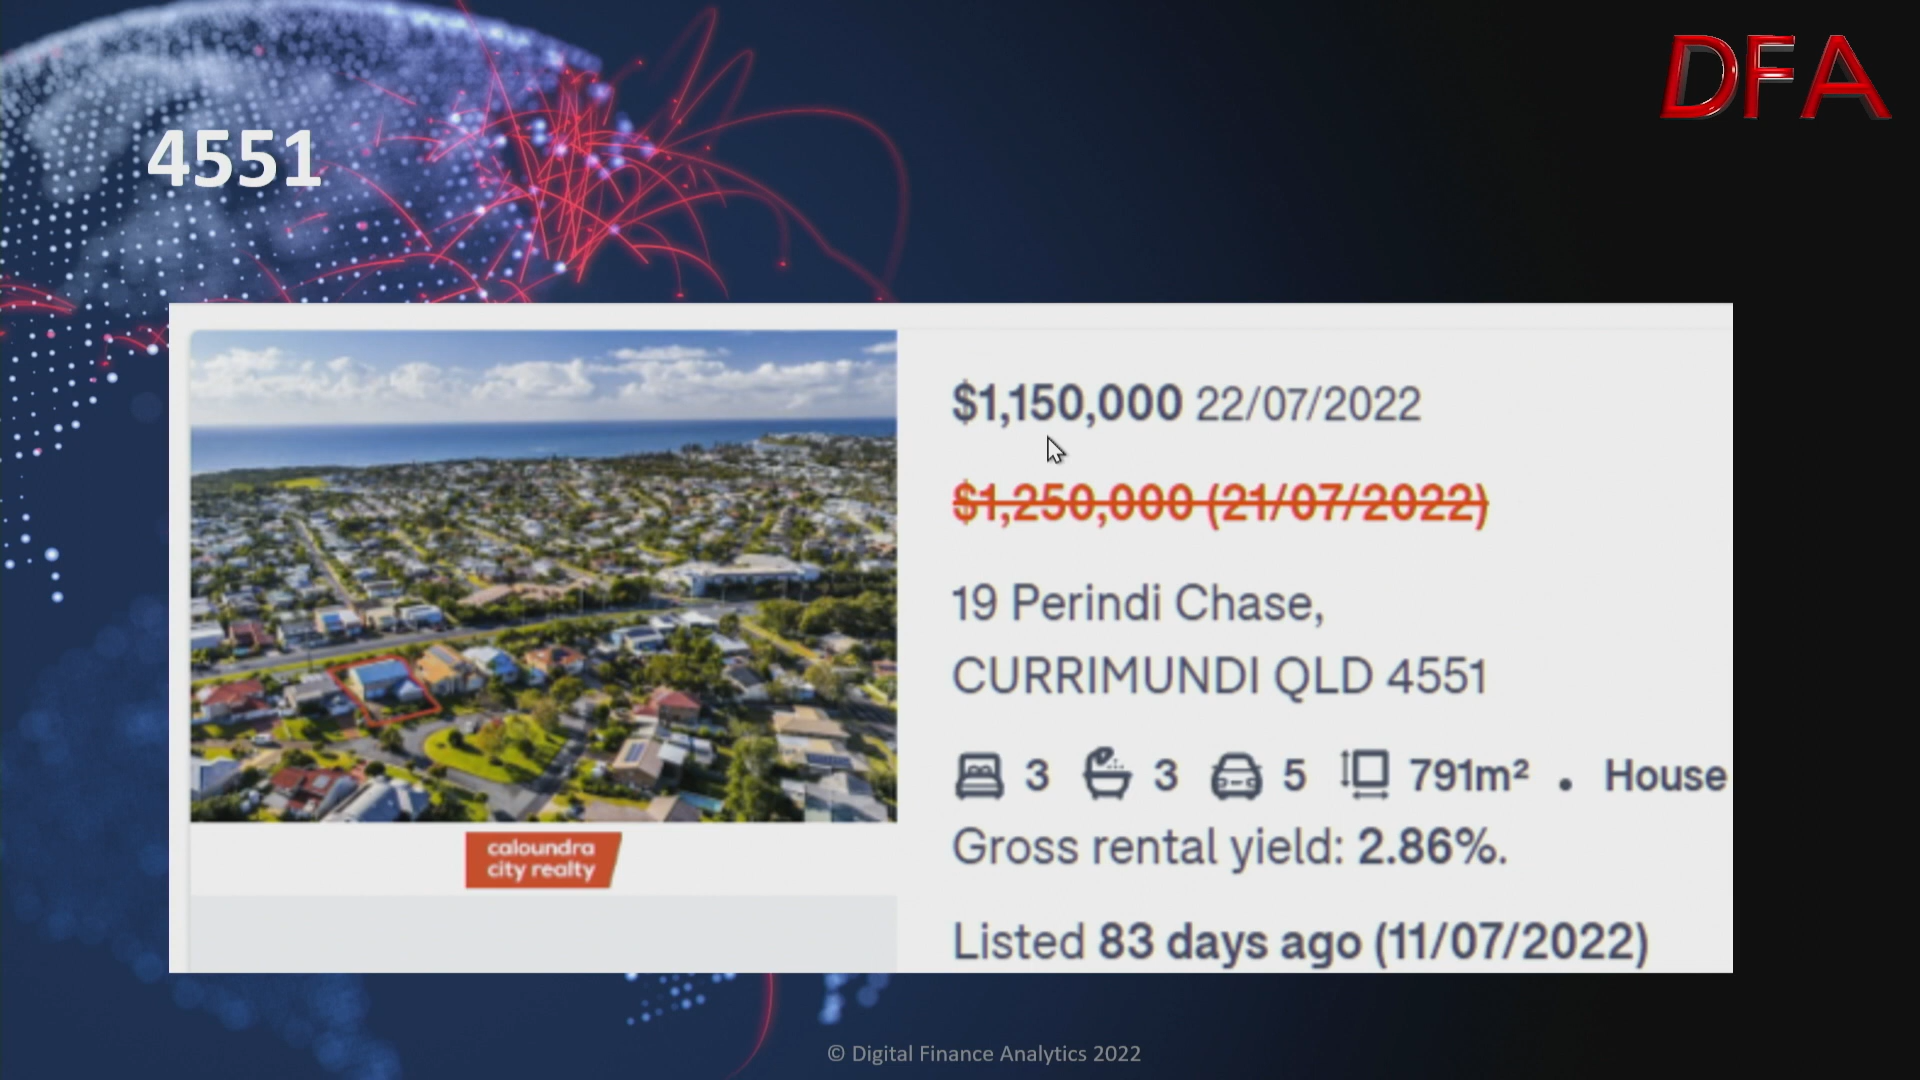 DFA
4551
$1,150,000 22/07/2022
$1,250,000 (21/07/2022)
19 Perindi Chase,
CURRIMUNDI QLD 4551
3 3 5 791m² • House
Gross rental yield: 2.86%.
Listed 83 days ago (11/07/2022)
caloundra
city realty
© Digital Finance Analytics 2022